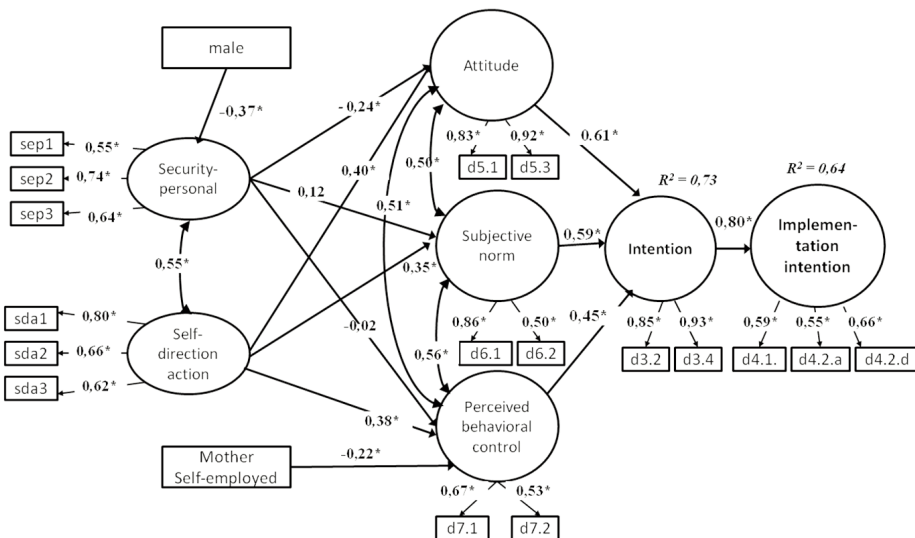 male
Attitude
-0,37*
-0,24*
0,83*
0,92*
0,61*
sep1
0,55*
sep2
0,74*
sep3
0,64*
Security-
personal
0,40*
0,50*
d5.1
d5.3
R² = 0,73
R² = 0,64
0,12
0,51*
Subjective
norm
0,59*
Intention
0,80*
Implemen-
tation
intention
0,55*
0,35*
sda1
0,80*
sda2
0,66*
sda3
0,62*
Self-
direction
action
-0,02
0,86*
0,50*
0,45*
0,85*
0,93*
0,59*
0,55*
0,66*
0,56*
d6.1
d6.2
d3.2
d3.4
d4.1.
d4.2.a
d4.2.d
0,38*
Perceived
behavioral
control
Mother
Self-employed
-0,22*
0,67*
0,53*
d7.1
d7.2